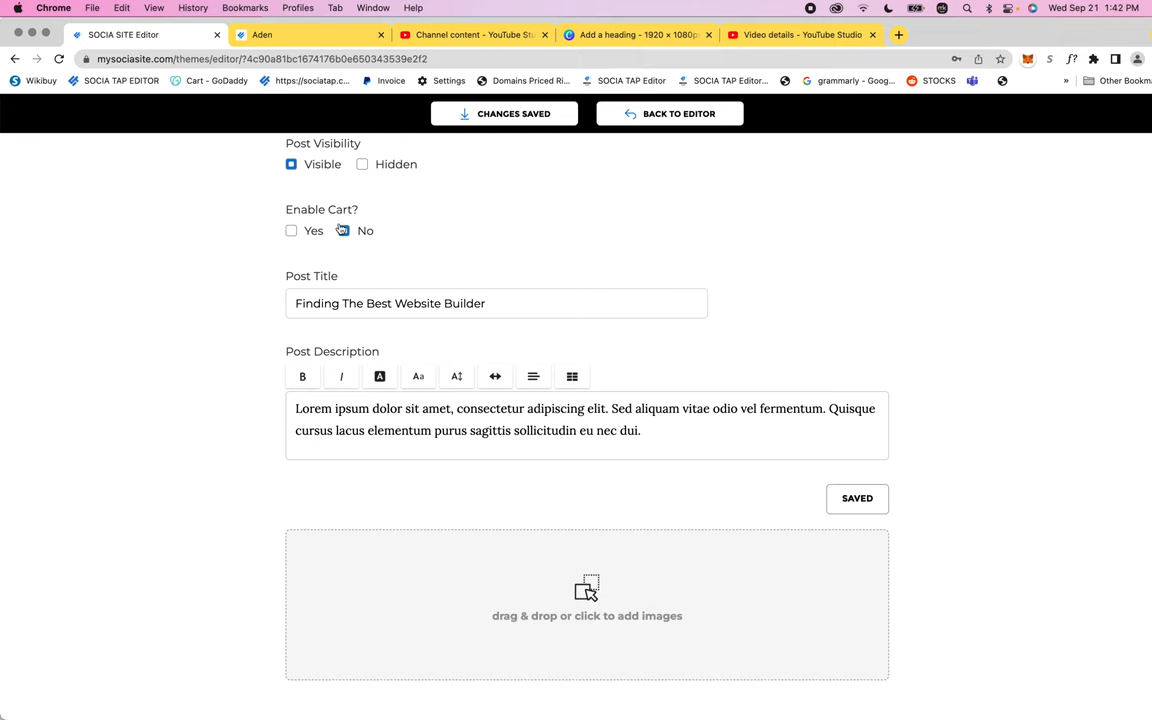 Chrome File Edit View History Bookmarks Profiles Tab Window Help Wed Sep 21 1:42 PM
SOCIA SITE Editor Aden Channel content - YouTube Stu Add a heading - 1920 × 1080p Video details - YouTube Studio
mysociasite.com/themes/editor/?4c90a81bc1674176b0e650343539e2f2
Wikibuy SOCIA TAP EDITOR Cart - GoDaddy https://sociatap.c... Invoice Settings Domains Priced Ri... SOCIA TAP Editor SOCIA TAP Editor... grammarly - Goog... STOCKS » Other Bookm
CHANGES SAVED BACK TO EDITOR
Post Visibility
Visible Hidden
Enable Cart?
Yes No
Post Title
Finding The Best Website Builder
Post Description
B I A Aa A
Lorem ipsum dolor sit amet, consectetur adipiscing elit. Sed aliquam vitae odio vel fermentum. Quisque
cursus lacus elementum purus sagittis sollicitudin eu nec dui.
SAVED
drag & drop or click to add images